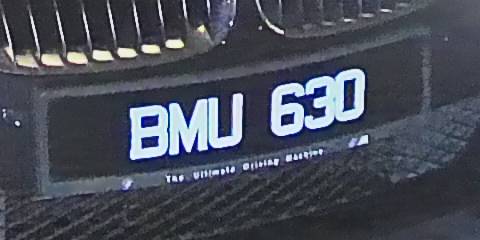 BMU 630
The Ultimate Driving Machine